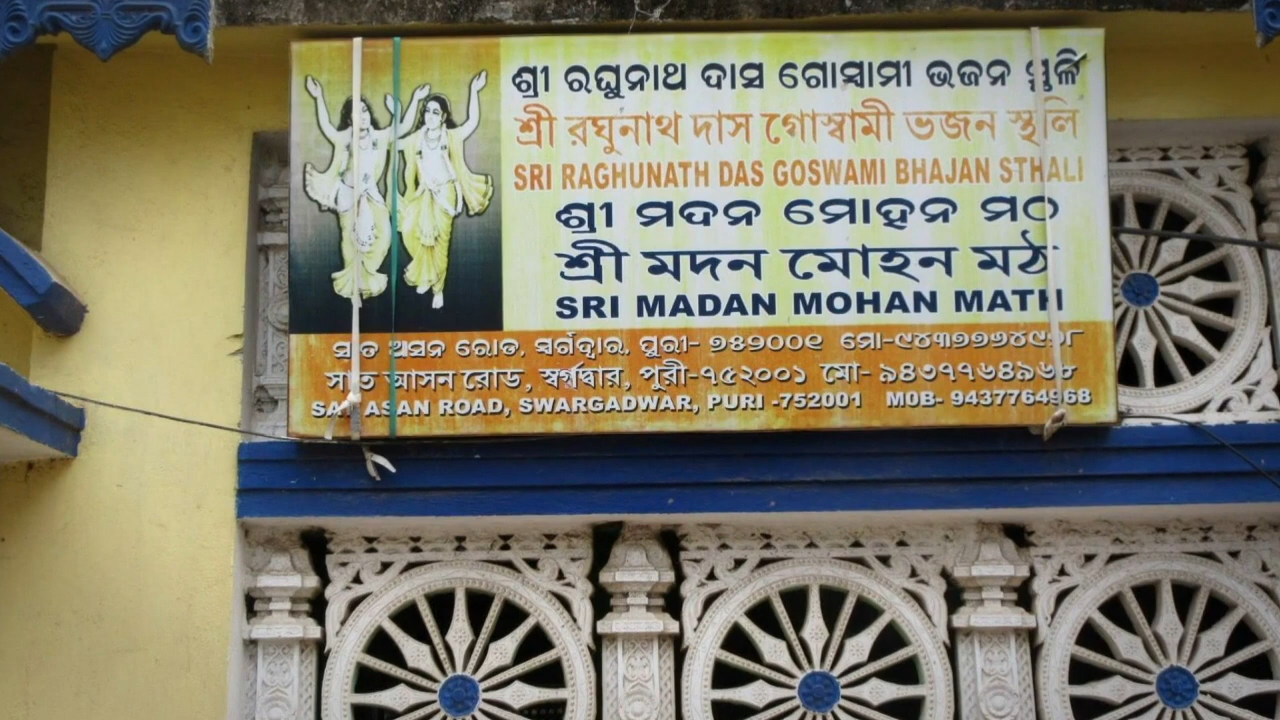 ଶ୍ରୀ ରଘୁନାଥ ଦାସ ଗୋସ୍ୱାମୀ ଭଜନ ସ୍ଥଳି
শ্রী রঘুনাথ দাস গোস্বামী ভজন স্থলি
SRI RAGHUNATH DAS GOSWAMI BHAJAN STHALI
ଶ୍ରୀ ମଦନ ମୋହନ ମଠ
শ্রী মদন মোহন মঠ
SRI MADAN MOHAN MATH
ସାତ ଆସନ ରୋଡ, ସ୍ୱର୍ଗଦ୍ୱାର, ପୁରୀ- ୭୫୨୦୦୧ ମୋ-୯୪୩୭୭୬୪୯୬୮
সাত আসন রোড, স্বর্গদ্বার, পুরী-৭৫২০০১ মো- ৯৪৩৭৭৬৪৯৬৮
SAT ASAN ROAD, SWARGADWAR, PURI -752001 MOB- 9437764968